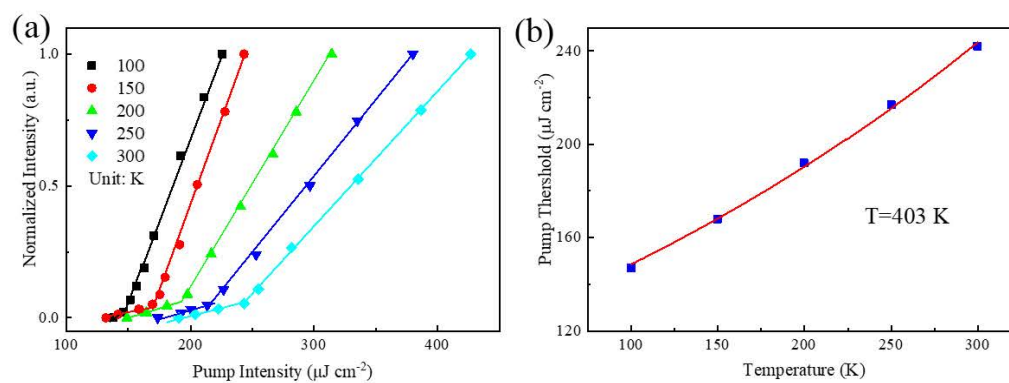 (a)
1.0
0.5
0.0
Normalized Intensity (a.u.)
100
150
200
250
300
Unit: K
100
200
300
400
Pump Intensity (μJ cm-2)
(b)
240
200
160
120
Pump Thershold (μJ cm-2)
T=403 K
100
150
200
250
300
Temperature (K)